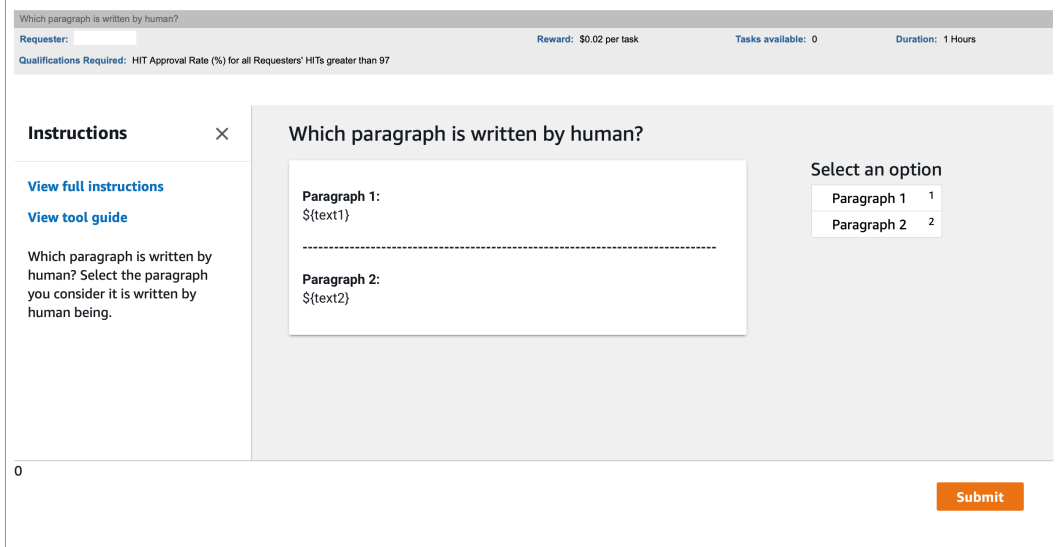 Which paragraph is written by human?
Requester: Reward: $0.02 per task Tasks available: 0 Duration: 1 Hours
Qualifications Required: HIT Approval Rate (%) for all Requesters' HITs greater than 97
Instructions
View full instructions
View tool guide
Which paragraph is written by
human? Select the paragraph
you consider it is written by
human being.
Which paragraph is written by human?
Paragraph 1:
${text1}
--------------------------------------------------------------------------------
Paragraph 2:
${text2}
Select an option
Paragraph 1 1
Paragraph 2 2
0
Submit